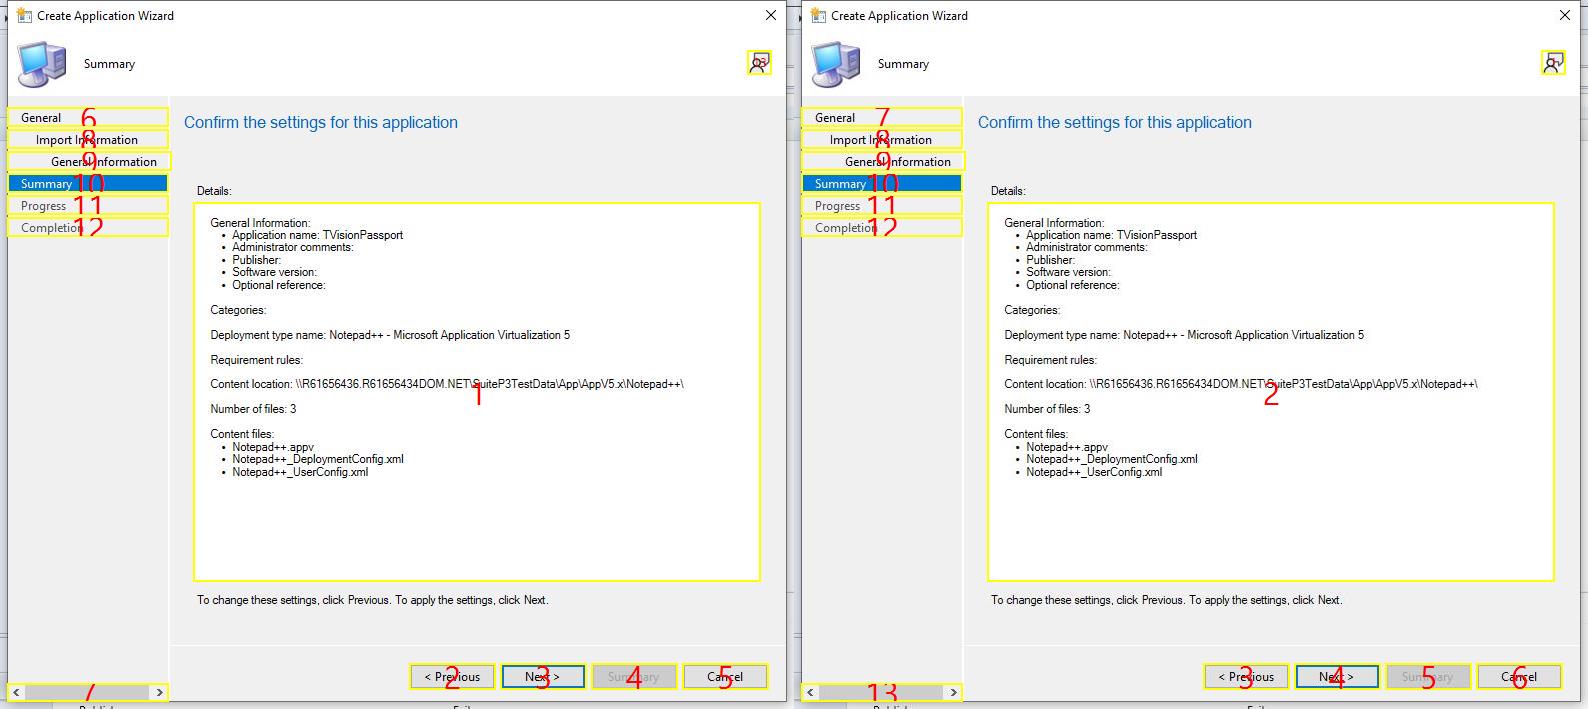 Create Application Wizard
Summary
13
General 6
Import Information 8
General Information 9
Summary 10
Progress 11
Completion 12
7
Confirm the settings for this application
Details:
General Information:
• Application name: TVisionPassport
• Administrator comments:
• Publisher:
• Software version:
• Optional reference:
Categories:
Deployment type name: Notepad++ - Microsoft Application Virtualization 5
Requirement rules:
Content location: \\R61656436.R61656434DOM.NET\SuiteP3TestData\App\AppV5.x\Notepad++\
1
Number of files: 3
Content files:
• Notepad++.appv
• Notepad++_DeploymentConfig.xml
• Notepad++_UserConfig.xml
To change these settings, click Previous. To apply the settings, click Next.
< Previous 2
Next > 3
Summary 4
Cancel 5
Create Application Wizard
Summary
General 7
Import Information 8
General Information 9
Summary 10
Progress 11
Completion 12
13
Confirm the settings for this application
Details:
General Information:
• Application name: TVisionPassport
• Administrator comments:
• Publisher:
• Software version:
• Optional reference:
Categories:
Deployment type name: Notepad++ - Microsoft Application Virtualization 5
Requirement rules:
Content location: \\R61656436.R61656434DOM.NET\SuiteP3TestData\App\AppV5.x\Notepad++\
2
Number of files: 3
Content files:
• Notepad++.appv
• Notepad++_DeploymentConfig.xml
• Notepad++_UserConfig.xml
To change these settings, click Previous. To apply the settings, click Next.
< Previous 3
Next > 4
Summary 5
Cancel 6